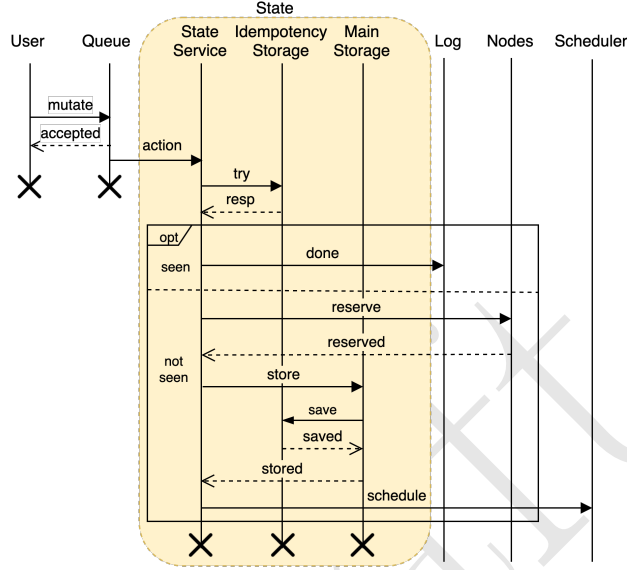 State
User
Queue
State
Service
Idempotency
Storage
Main
Storage
Log
Nodes
Scheduler
mutate
accepted
action
try
resp
opt
seen
done
reserve
reserved
not
seen
store
save
saved
stored
schedule